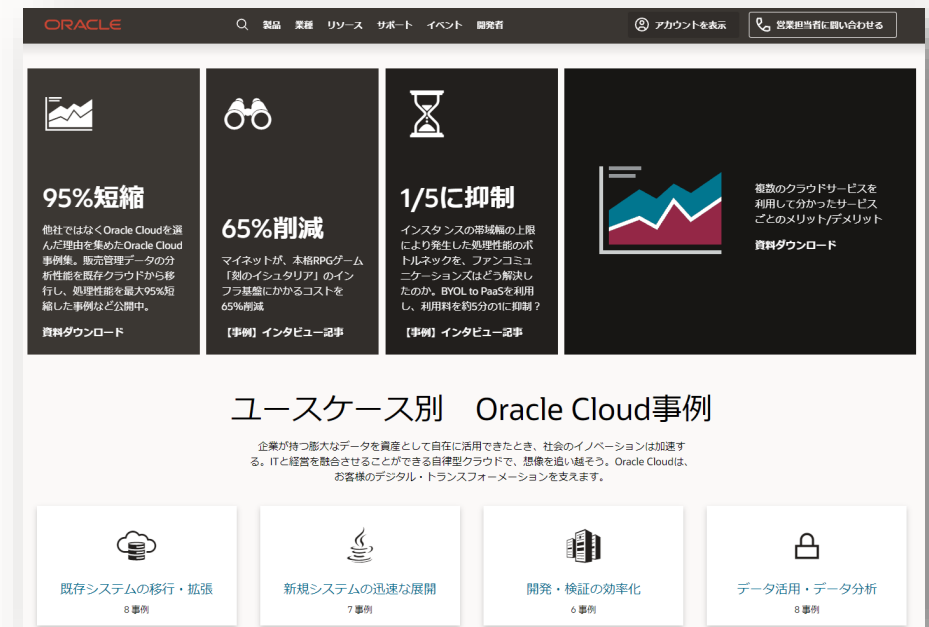 ORACLE
製品 業種 リソース サポート イベント 開発者
アカウントを表示
営業担当者に問い合わせる
95%短縮
他社ではなくOracle Cloudを選
んだ理由を集めたOracle Cloud
事例集。販売管理データの分
析性能を既存クラウドから移
行し、処理性能を最大95%短
縮した事例など公開中。
資料ダウンロード
65%削減
マイネットが、本格RPGゲーム
「刻のイシュタリア」のイン
フラ基盤にかかるコストを
65%削減
【事例】インタビュー記事
1/5に抑制
インスタンスの帯域幅の上限
により発生した処理性能のボ
トルネックを、ファンコミュ
ニケーションズはどう解決し
たのか。BYOL to PaaSを利用
し、利用料を約5分の1に抑制？
【事例】インタビュー記事
複数のクラウドサービスを
利用して分かったサービス
ごとのメリット/デメリット
資料ダウンロード
ユースケース別 Oracle Cloud事例
企業が持つ膨大なデータを資産として自在に活用できたとき、社会のイノベーションは加速す
る。ITと経営を融合させることができる自律型クラウドで、想像を追い越そう。Oracle Cloudは、
お客様のデジタル・トランスフォーメーションを支えます。
既存システムの移行・拡張
8 事例
新規システムの迅速な展開
7 事例
開発・検証の効率化
6 事例
データ活用・データ分析
8 事例